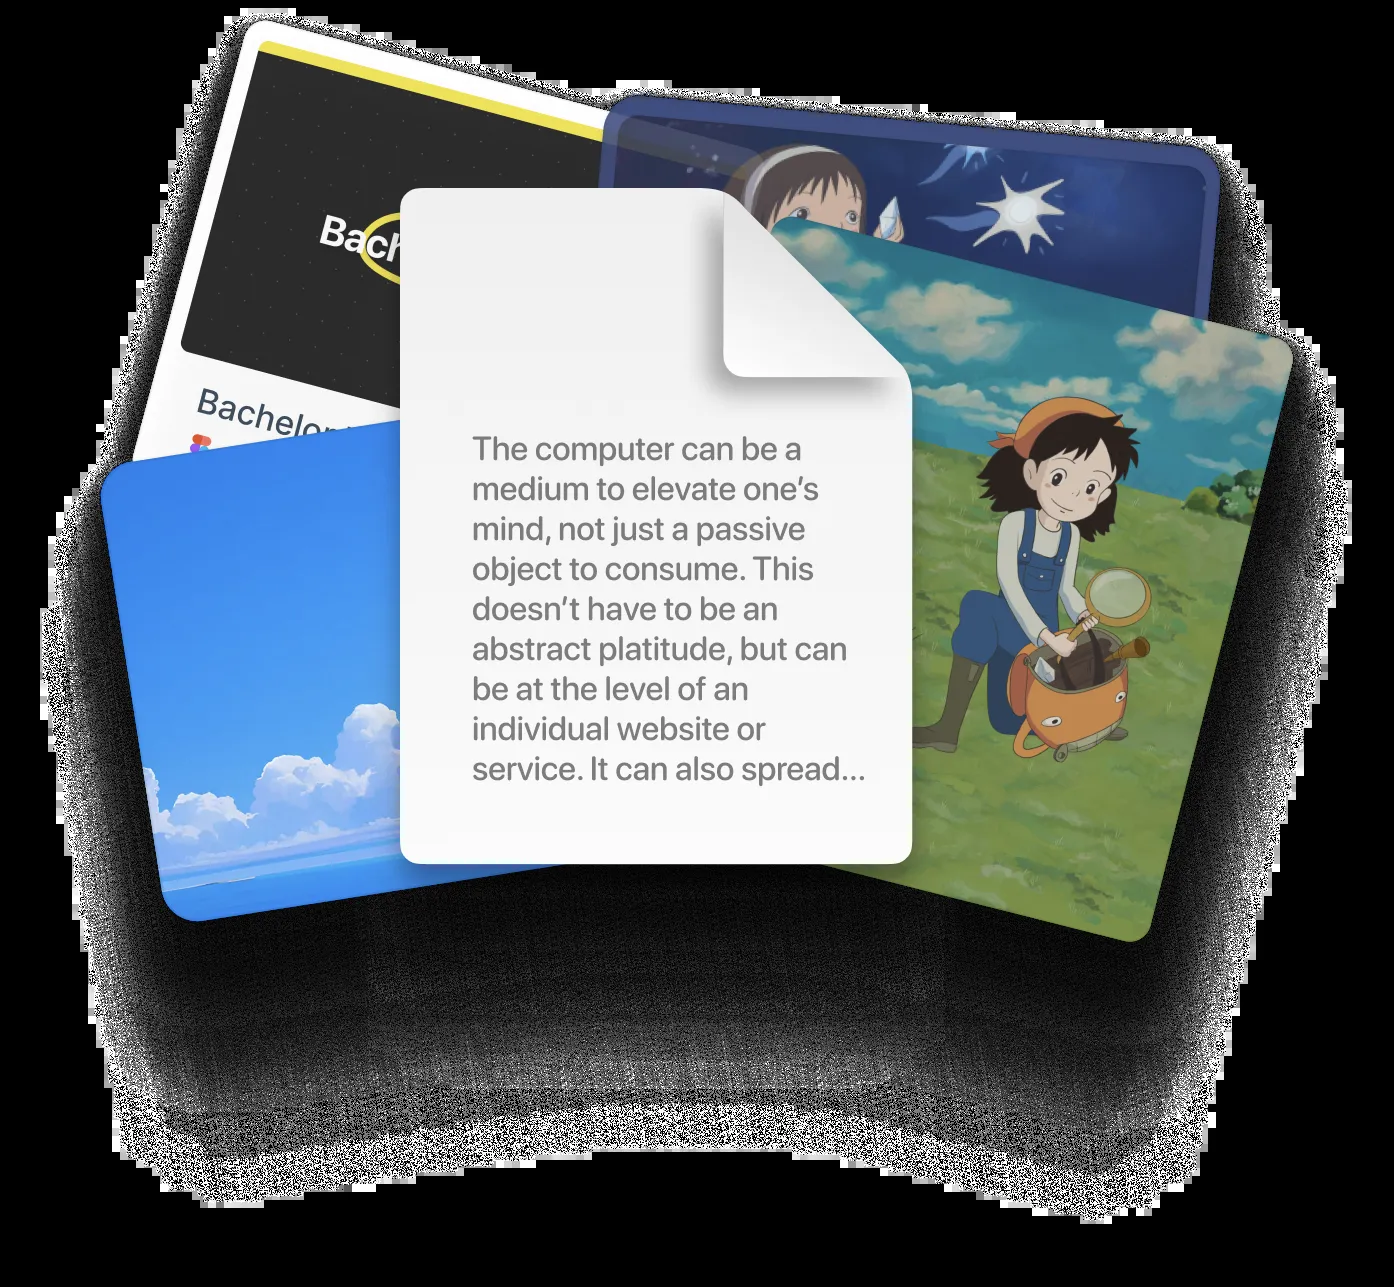 Bach
Bachelor
The computer can be a
medium to elevate one’s
mind, not just a passive
object to consume. This
doesn’t have to be an
abstract platitude, but can
be at the level of an
individual website or
service. It can also spread...